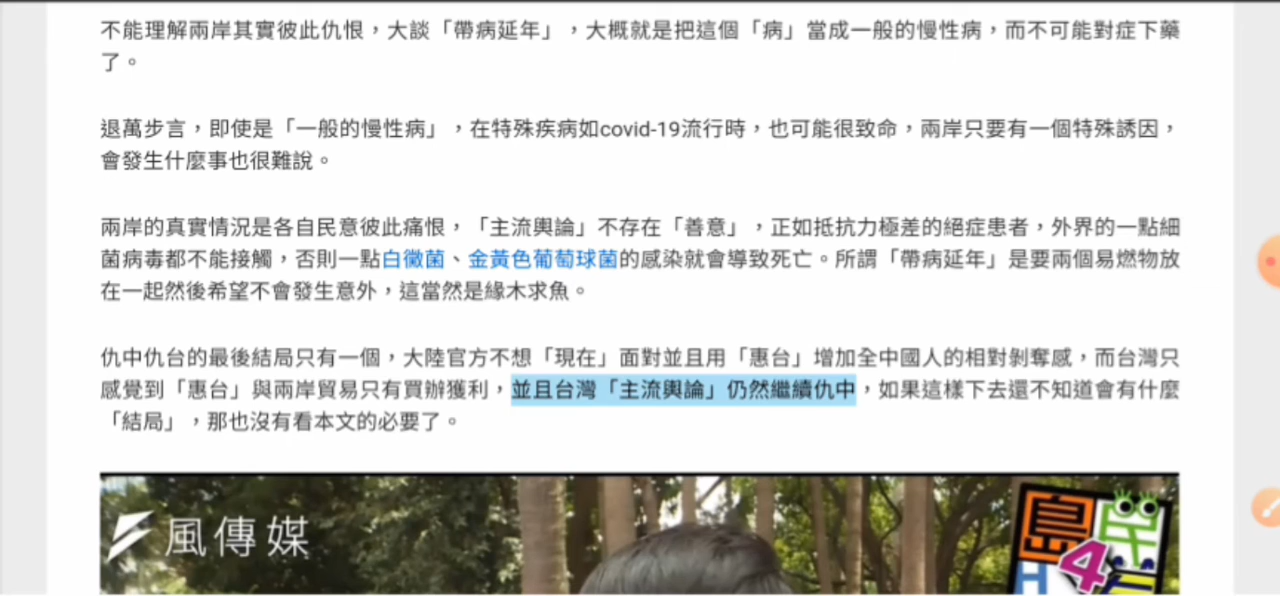 不能理解兩岸其實彼此仇恨，大談「帶病延年」，大概就是把這個「病」當成一般的慢性病，而不可能對症下藥
了。
退萬步言，即使是「一般的慢性病」，在特殊疾病如covid-19流行時，也可能很致命，兩岸只要有一個特殊誘因，
會發生什麼事也很難說。
兩岸的真實情況是各自民意彼此痛恨，「主流輿論」不存在「善意」，正如抵抗力極差的絕症患者，外界的一點細
菌病毒都不能接觸，否則一點白黴菌、金黃色葡萄球菌的感染就會導致死亡。所謂「帶病延年」是要兩個易燃物放
在一起然後希望不會發生意外，這當然是緣木求魚。
仇中仇台的最後結局只有一個，大陸官方不想「現在」面對並且用「惠台」增加全中國人的相對剝奪感，而台灣只
感覺到「惠台」與兩岸貿易只有買辦獲利，並且台灣「主流輿論」仍然繼續仇中，如果這樣下去還不知道會有什麼
「結局」，那也沒有看本文的必要了。
風傳媒
島
4
H